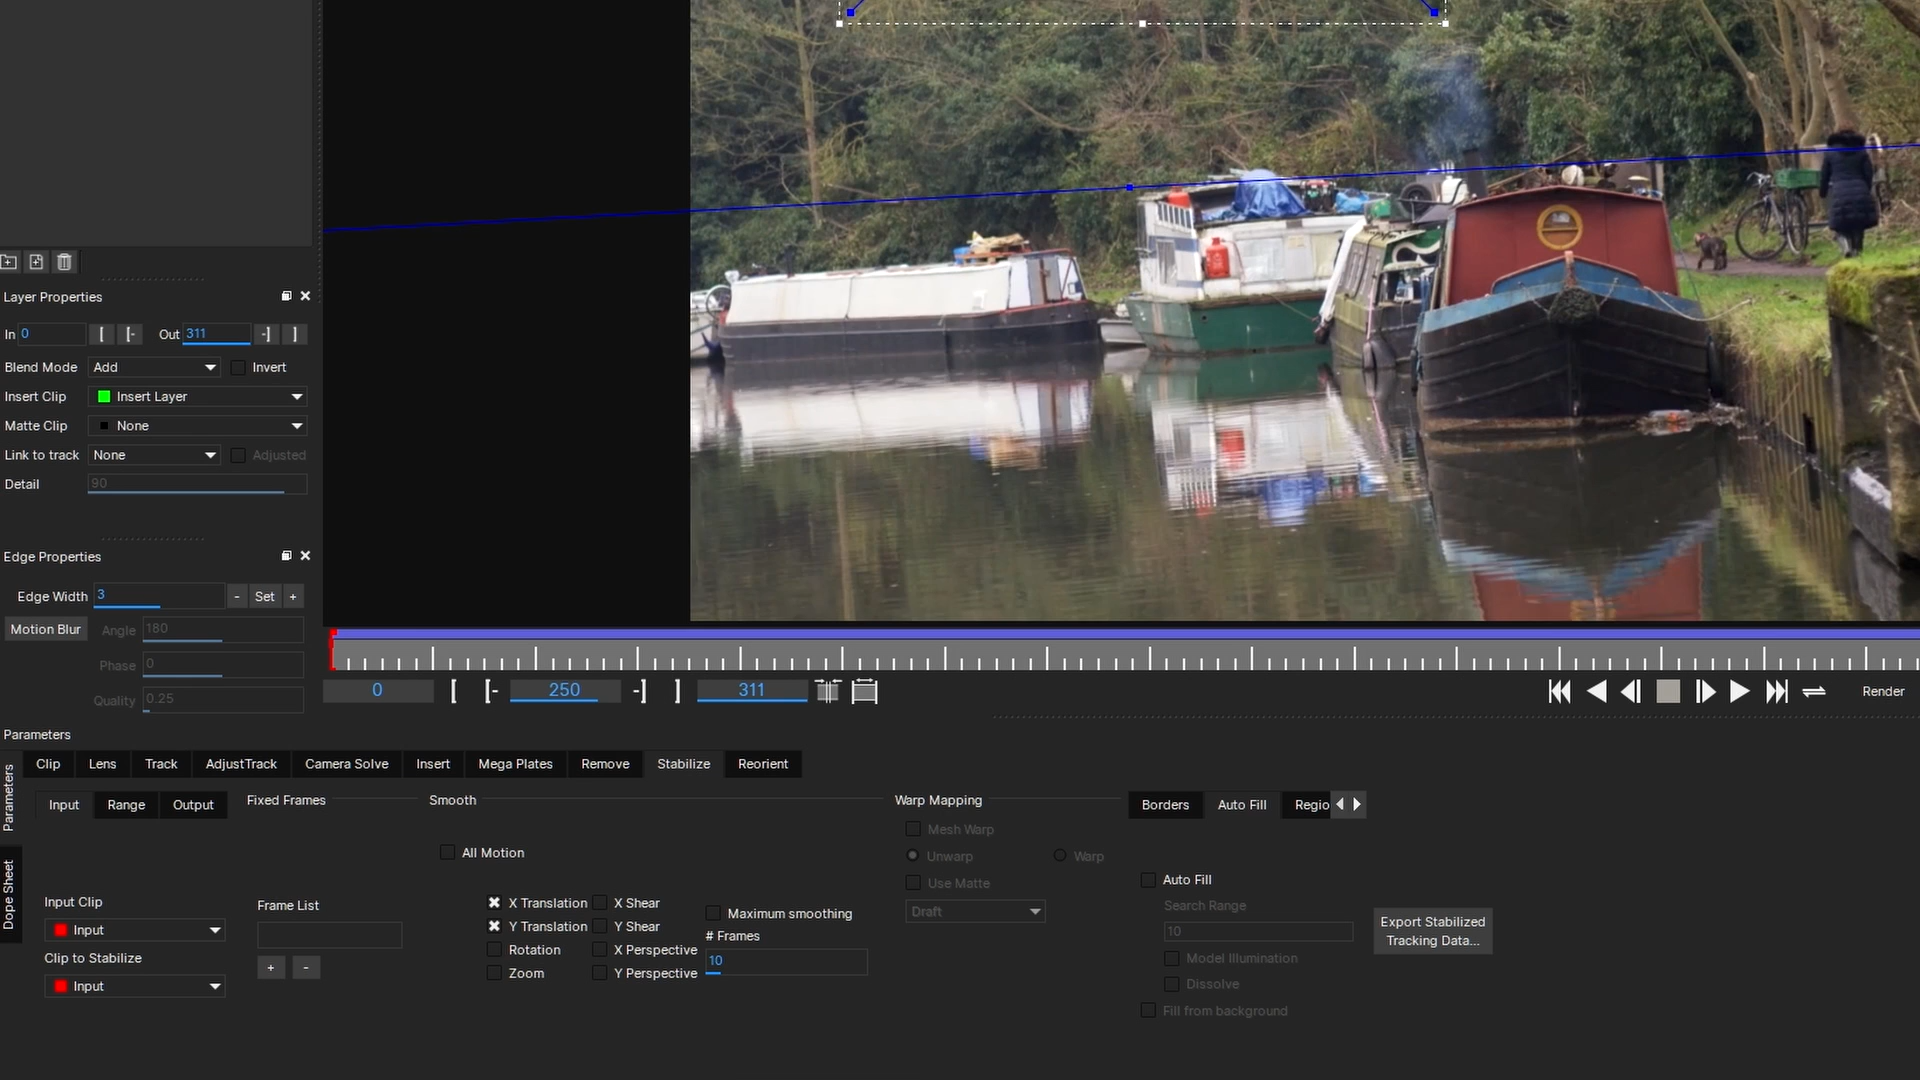 Layer Properties
In 0 [ [- Out 311 -] ]
Blend Mode Add Invert
Insert Clip Insert Layer
Matte Clip None
Link to track None Adjusted
Detail 90
Edge Properties
Edge Width 3 - Set +
Motion Blur Angle 180
Phase 0
Quality 0.25
0 [ [- 250 -] ] 311 Render
Parameters
Parameters
Dope Sheet
Clip Lens Track AdjustTrack Camera Solve Insert Mega Plates Remove Stabilize Reorient
Input Range Output
Input Clip
Input
Clip to Stabilize
Input
Fixed Frames
Frame List
+ -
Smooth
All Motion
X Translation X Shear
Y Translation Y Shear
Rotation X Perspective
Zoom Y Perspective
Maximum smoothing
# Frames
10
Warp Mapping
Mesh Warp
Unwarp Warp
Use Matte
Draft
Borders Auto Fill Regio
Auto Fill
Search Range
10
Model Illumination
Dissolve
Fill from background
Export Stabilized
Tracking Data...